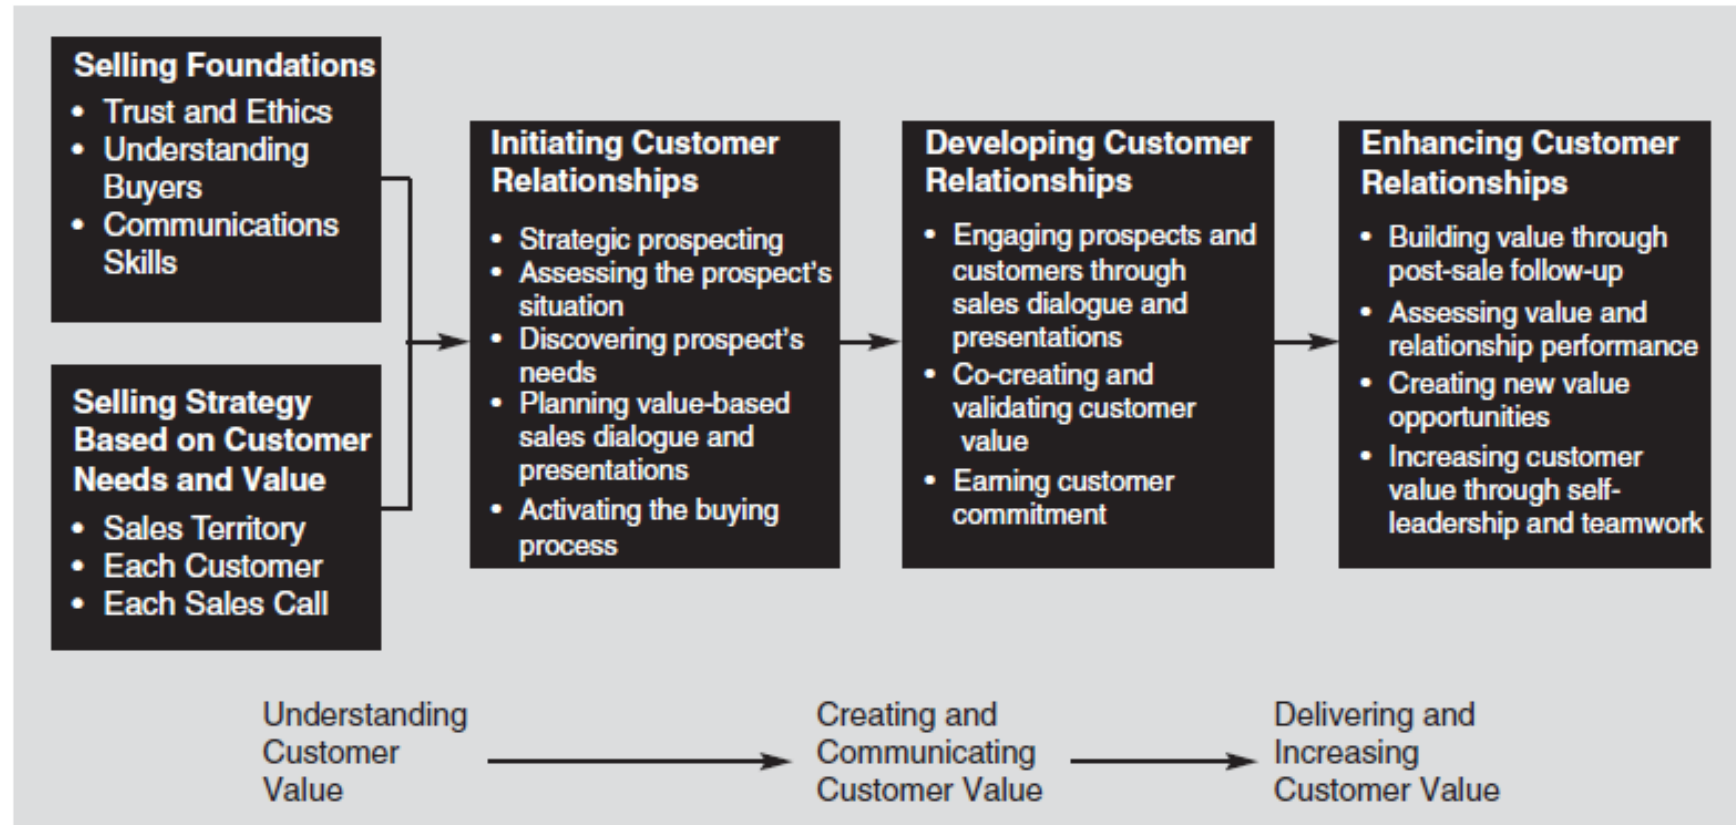 Selling Foundations
• Trust and Ethics
• Understanding
Buyers
• Communications
Skills
Selling Strategy
Based on Customer
Needs and Value
• Sales Territory
• Each Customer
• Each Sales Call
Initiating Customer
Relationships
• Strategic prospecting
• Assessing the prospect's
situation
• Discovering prospect's
needs
• Planning value-based
sales dialogue and
presentations
• Activating the buying
process
Developing Customer
Relationships
• Engaging prospects and
customers through
sales dialogue and
presentations
• Co-creating and
validating customer
value
• Earning customer
commitment
Enhancing Customer
Relationships
• Building value through
post-sale follow-up
• Assessing value and
relationship performance
• Creating new value
opportunities
• Increasing customer
value through self-
leadership and teamwork
Understanding
Customer
Value
Creating and
Communicating
Customer Value
Delivering and
Increasing
Customer Value